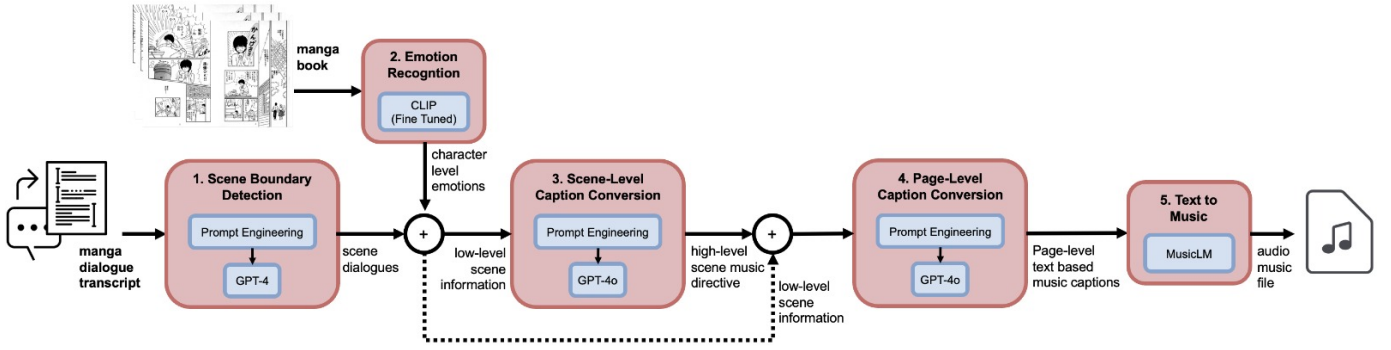 manga
book
2. Emotion
Recogntion
CLIP
(Fine Tuned)
character
level
emotions
manga
dialogue
transcript
1. Scene Boundary
Detection
Prompt Engineering
GPT-4
scene
dialogues
+
low-level
scene
information
3. Scene-Level
Caption Conversion
Prompt Engineering
GPT-4o
high-level
scene music
directive
+
low-level
scene
information
4. Page-Level
Caption Conversion
Prompt Engineering
GPT-4o
Page-level
text based
music captions
5. Text to
Music
MusicLM
audio
music
file